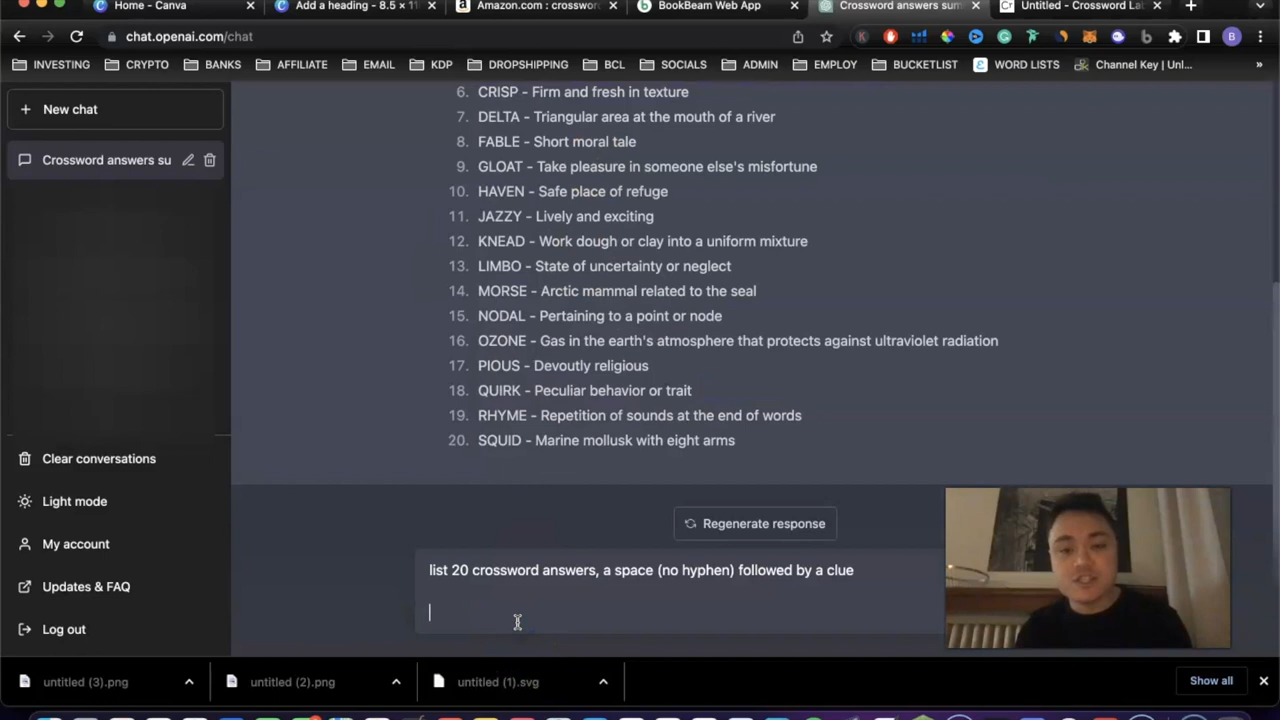 Home - Canva
Add a heading - 8.5 × 11
Amazon.com : crosswo
BookBeam Web App
Crossword answers sum
Untitled - Crossword La
chat.openai.com/chat
INVESTING
CRYPTO
BANKS
AFFILIATE
EMAIL
KDP
DROPSHIPPING
BCL
SOCIALS
ADMIN
EMPLOY
BUCKETLIST
WORD LISTS
Channel Key | Unl...
New chat
Crossword answers su
6. CRISP - Firm and fresh in texture
7. DELTA - Triangular area at the mouth of a river
8. FABLE - Short moral tale
9. GLOAT - Take pleasure in someone else's misfortune
10. HAVEN - Safe place of refuge
11. JAZZY - Lively and exciting
12. KNEAD - Work dough or clay into a uniform mixture
13. LIMBO - State of uncertainty or neglect
14. MORSE - Arctic mammal related to the seal
15. NODAL - Pertaining to a point or node
16. OZONE - Gas in the earth's atmosphere that protects against ultraviolet radiation
17. PIOUS - Devoutly religious
18. QUIRK - Peculiar behavior or trait
19. RHYME - Repetition of sounds at the end of words
20. SQUID - Marine mollusk with eight arms
Clear conversations
Light mode
My account
Updates & FAQ
Log out
Regenerate response
list 20 crossword answers, a space (no hyphen) followed by a clue
untitled (3).png
untitled (2).png
untitled (1).svg
Show all